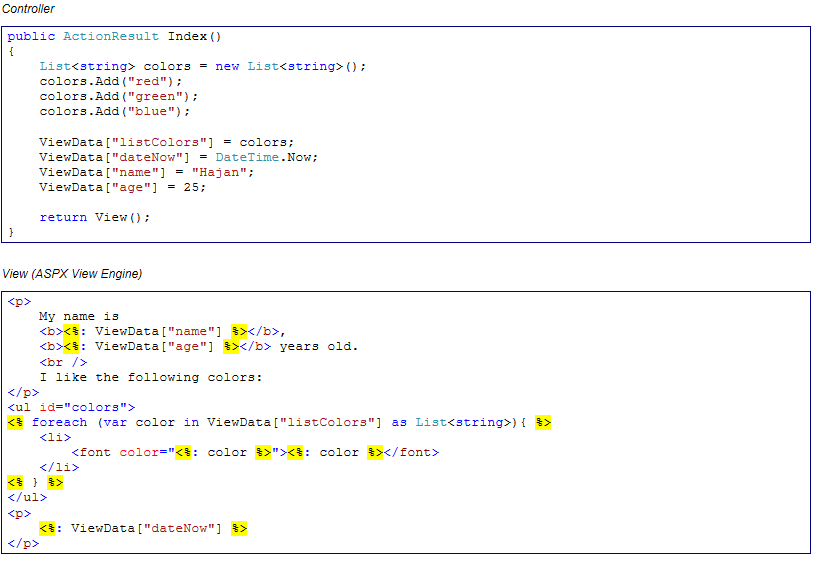 Controller
public ActionResult Index()
{
    List<string> colors = new List<string>();
    colors.Add("red");
    colors.Add("green");
    colors.Add("blue");
    ViewData["listColors"] = colors;
    ViewData["dateNow"] = DateTime.Now;
    ViewData["name"] = "Hajan";
    ViewData["age"] = 25;
    return View();
}
View (ASPX View Engine)
<p>
    My name is
    <b><%: ViewData["name"] %></b>,
    <b><%: ViewData["age"] %></b> years old.
    <br />
    I like the following colors:
</p>
<ul id="colors">
<% foreach (var color in ViewData["listColors"] as List<string>){ %>
    <li>
        <font color="<%: color %>"><%: color %></font>
    </li>
<% } %>
</ul>
<p>
    <%: ViewData["dateNow"] %>
</p>